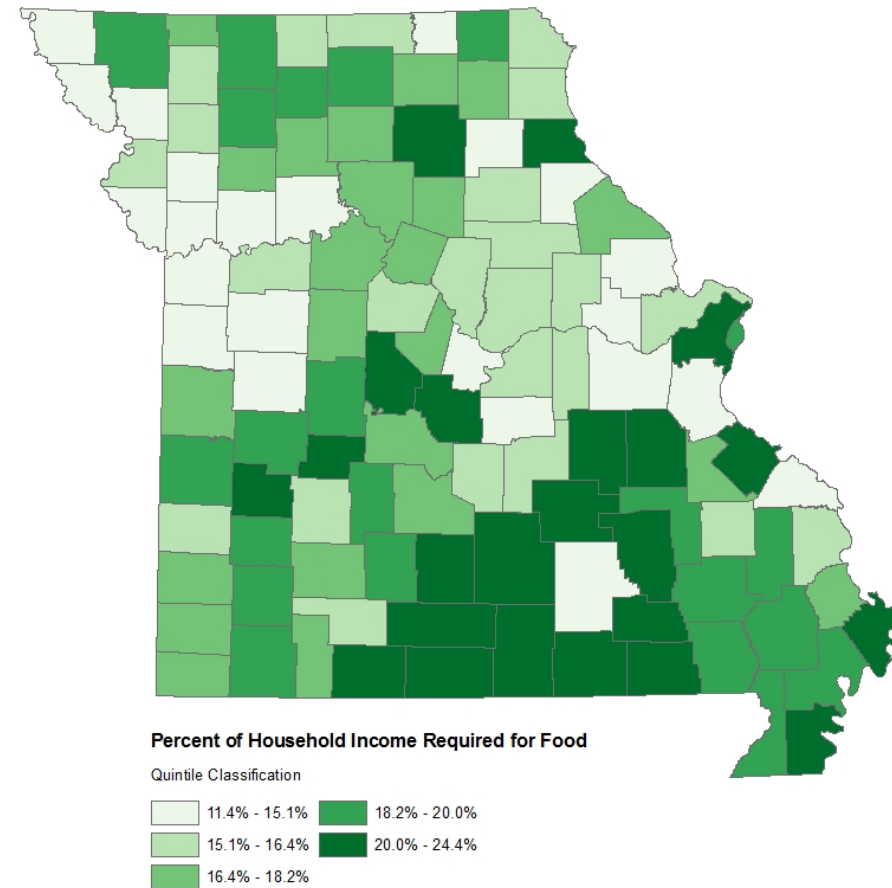 Percent of Household Income Required for Food
Quintile Classification
11.4% - 15.1%
15.1% - 16.4%
16.4% - 18.2%
18.2% - 20.0%
20.0% - 24.4%